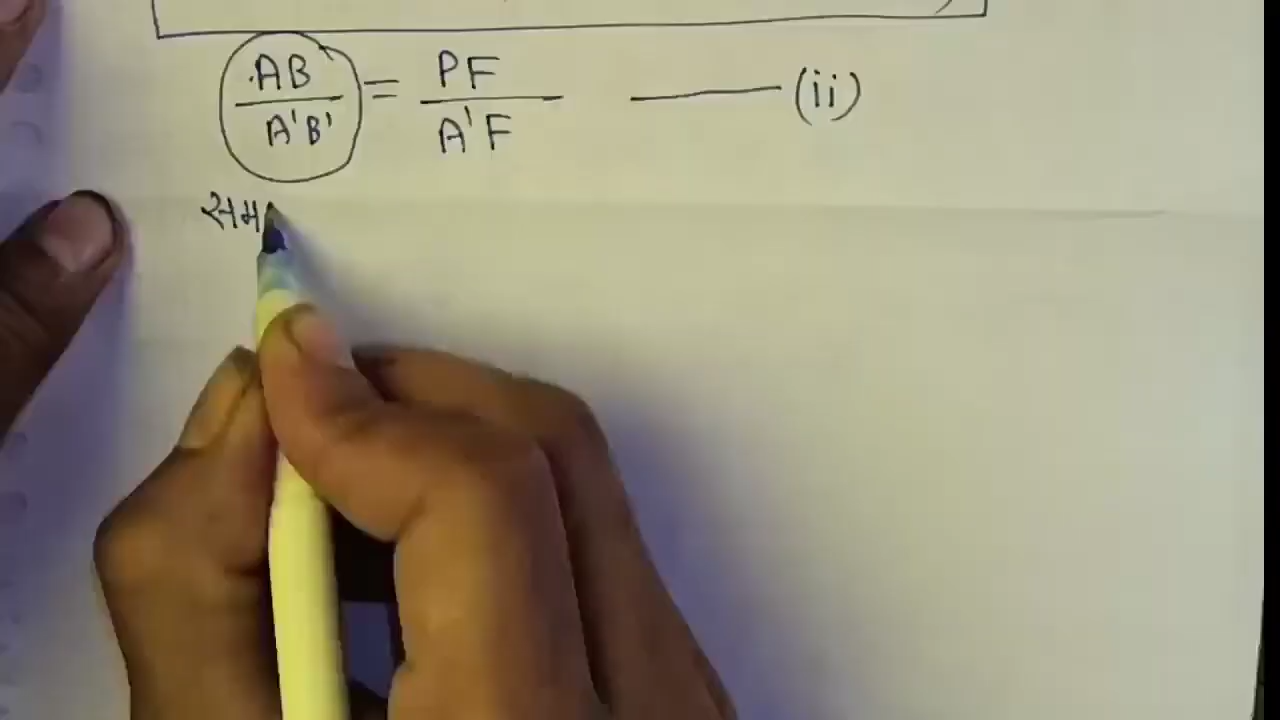 AB/A'B' = PF/A'F ——— (ii)
सम